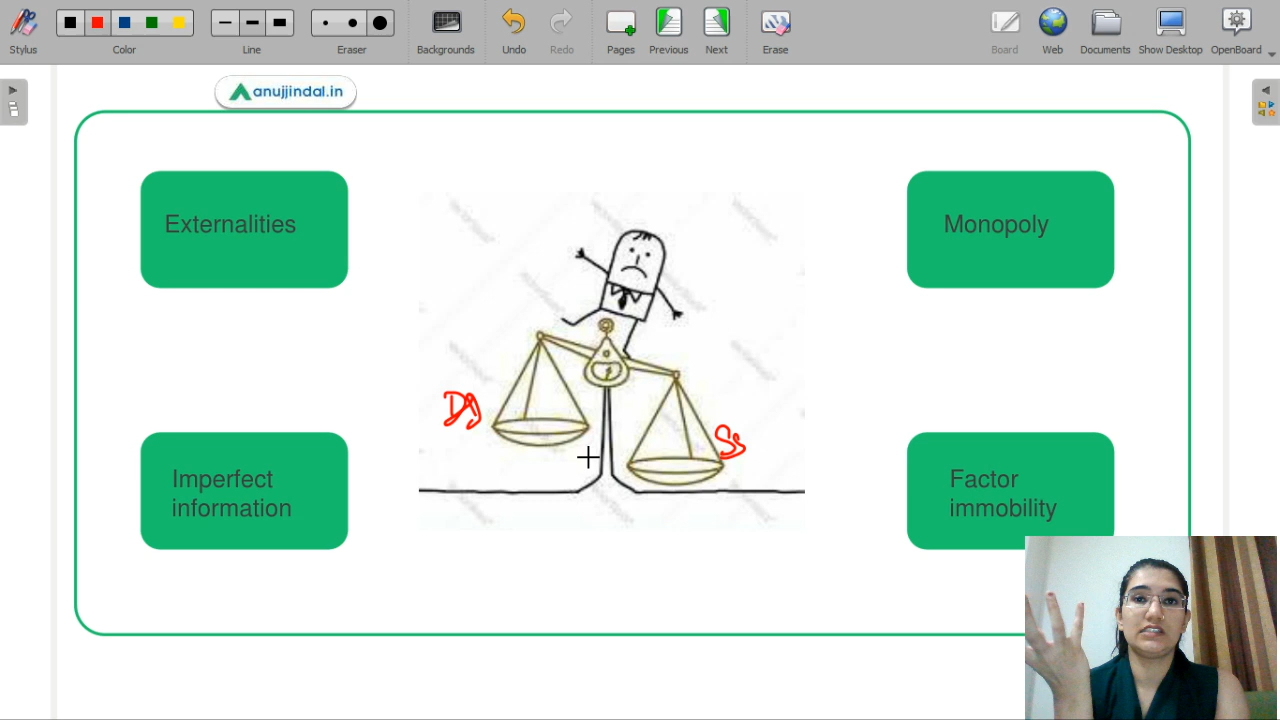 Stylus
Color
Line
Eraser
Backgrounds
Undo
Redo
Pages
Previous
Next
Erase
Board
Web
Documents
Show Desktop
OpenBoard
anujjindal.in
Externalities
Monopoly
Ss
Imperfect
information
Factor
immobility